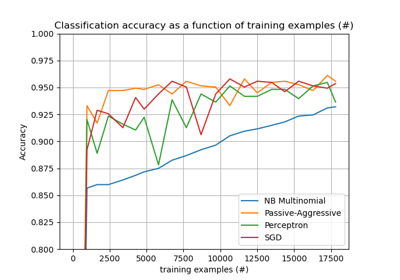 Classification accuracy as a function of training examples (#)
1.000
0.975
0.950
0.925
0.900
0.875
0.850
0.825
0.800
Accuracy
NB Multinomial
Passive-Aggressive
Perceptron
SGD
0 2500 5000 7500 10000 12500 15000 17500
training examples (#)